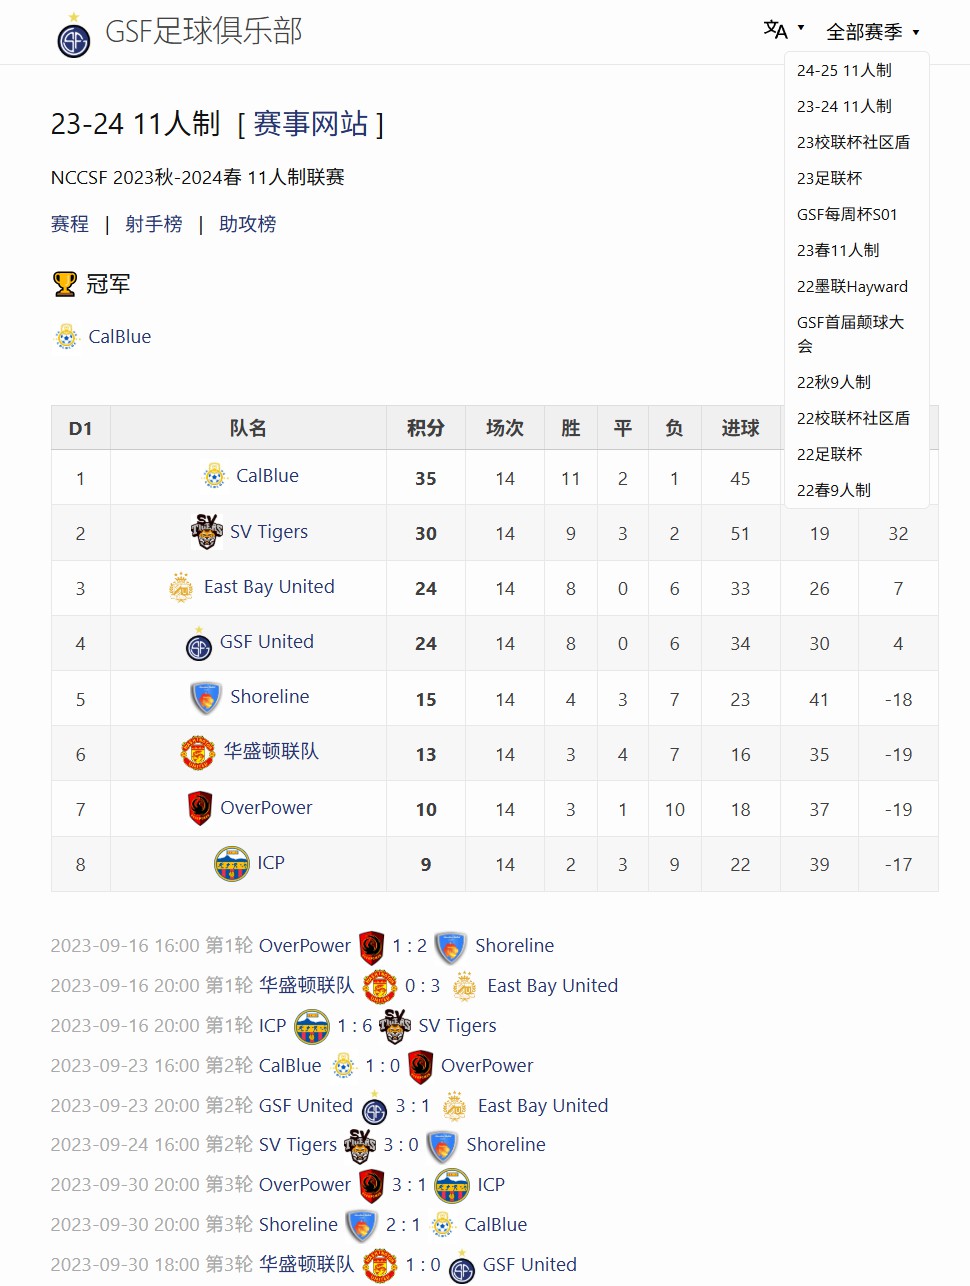 GSF足球俱乐部
全部赛季
24-25 11人制
23-24 11人制
23校联杯社区盾
23足联杯
GSF每周杯S01
23春11人制
22墨联Hayward
GSF首届颠球大
会
22秋9人制
22校联杯社区盾
22足联杯
22春9人制
23-24 11人制 [ 赛事网站 ]
NCCSF 2023秋-2024春 11人制联赛
赛程 | 射手榜 | 助攻榜
冠军
CalBlue
D1 队名 积分 场次 胜 平 负 进球
1 CalBlue 35 14 11 2 1 45
2 SV Tigers 30 14 9 3 2 51 19 32
3 East Bay United 24 14 8 0 6 33 26 7
4 GSF United 24 14 8 0 6 34 30 4
5 Shoreline 15 14 4 3 7 23 41 -18
6 华盛顿联队 13 14 3 4 7 16 35 -19
7 OverPower 10 14 3 1 10 18 37 -19
8 ICP 9 14 2 3 9 22 39 -17
2023-09-16 16:00 第1轮 OverPower 1 : 2 Shoreline
2023-09-16 20:00 第1轮 华盛顿联队 0 : 3 East Bay United
2023-09-16 20:00 第1轮 ICP 1 : 6 SV Tigers
2023-09-23 16:00 第2轮 CalBlue 1 : 0 OverPower
2023-09-23 20:00 第2轮 GSF United 3 : 1 East Bay United
2023-09-24 16:00 第2轮 SV Tigers 3 : 0 Shoreline
2023-09-30 20:00 第3轮 OverPower 3 : 1 ICP
2023-09-30 20:00 第3轮 Shoreline 2 : 1 CalBlue
2023-09-30 18:00 第3轮 华盛顿联队 1 : 0 GSF United